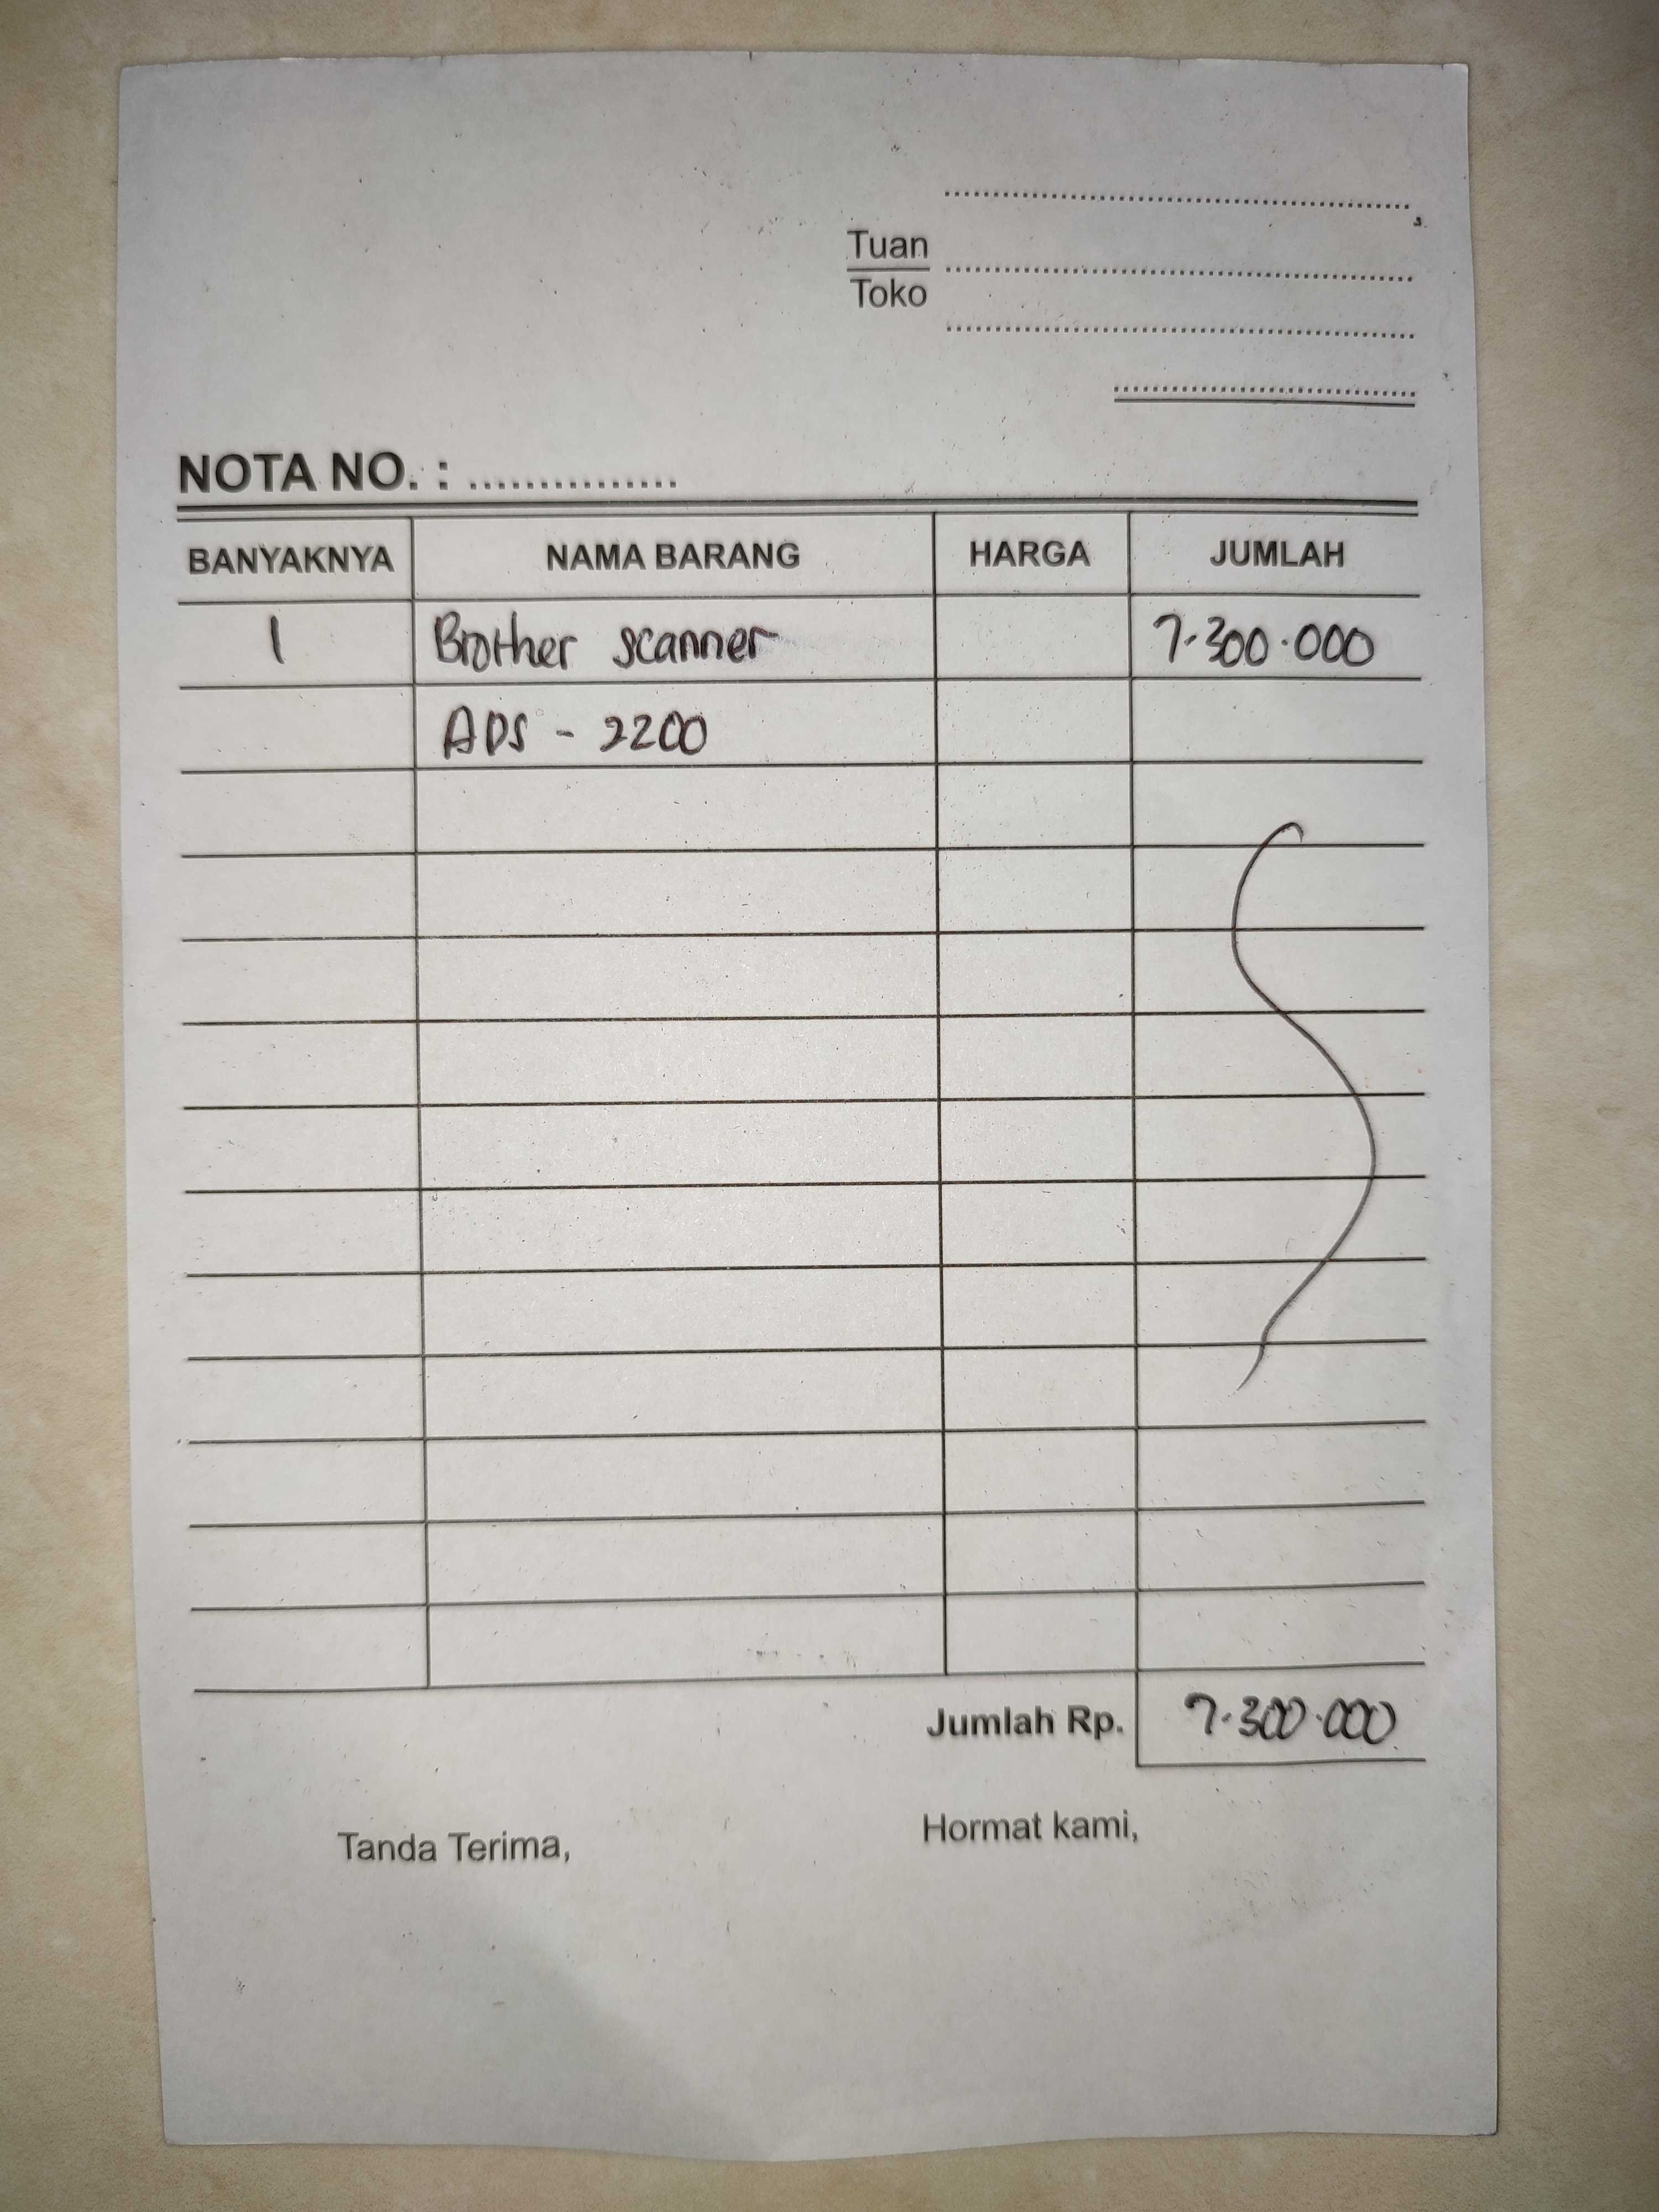 Tuan
Toko
NOTA NO. : ...............
BANYAKNYA NAMA BARANG HARGA JUMLAH
1 Brother scanner 7.300.000
ADS - 2200
Jumlah Rp. 7.300.000
Tanda Terima, Hormat kami,